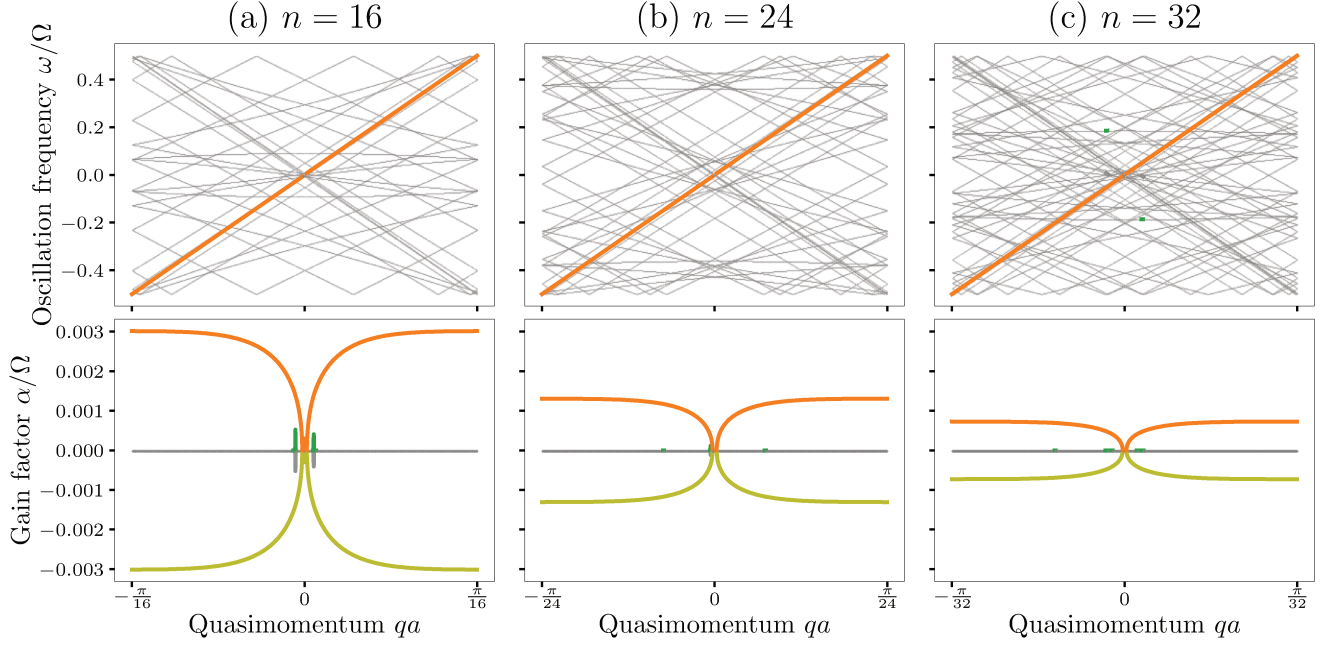 (a) n = 16
(b) n = 24
(c) n = 32
Oscillation frequency ω/Ω
0.4
0.2
0.0
−0.2
−0.4
Gain factor α/Ω
0.003
0.002
0.001
0.000
−0.001
−0.002
−0.003
−π/16 0 π/16
−π/24 0 π/24
−π/32 0 π/32
Quasimomentum qa
Quasimomentum qa
Quasimomentum qa